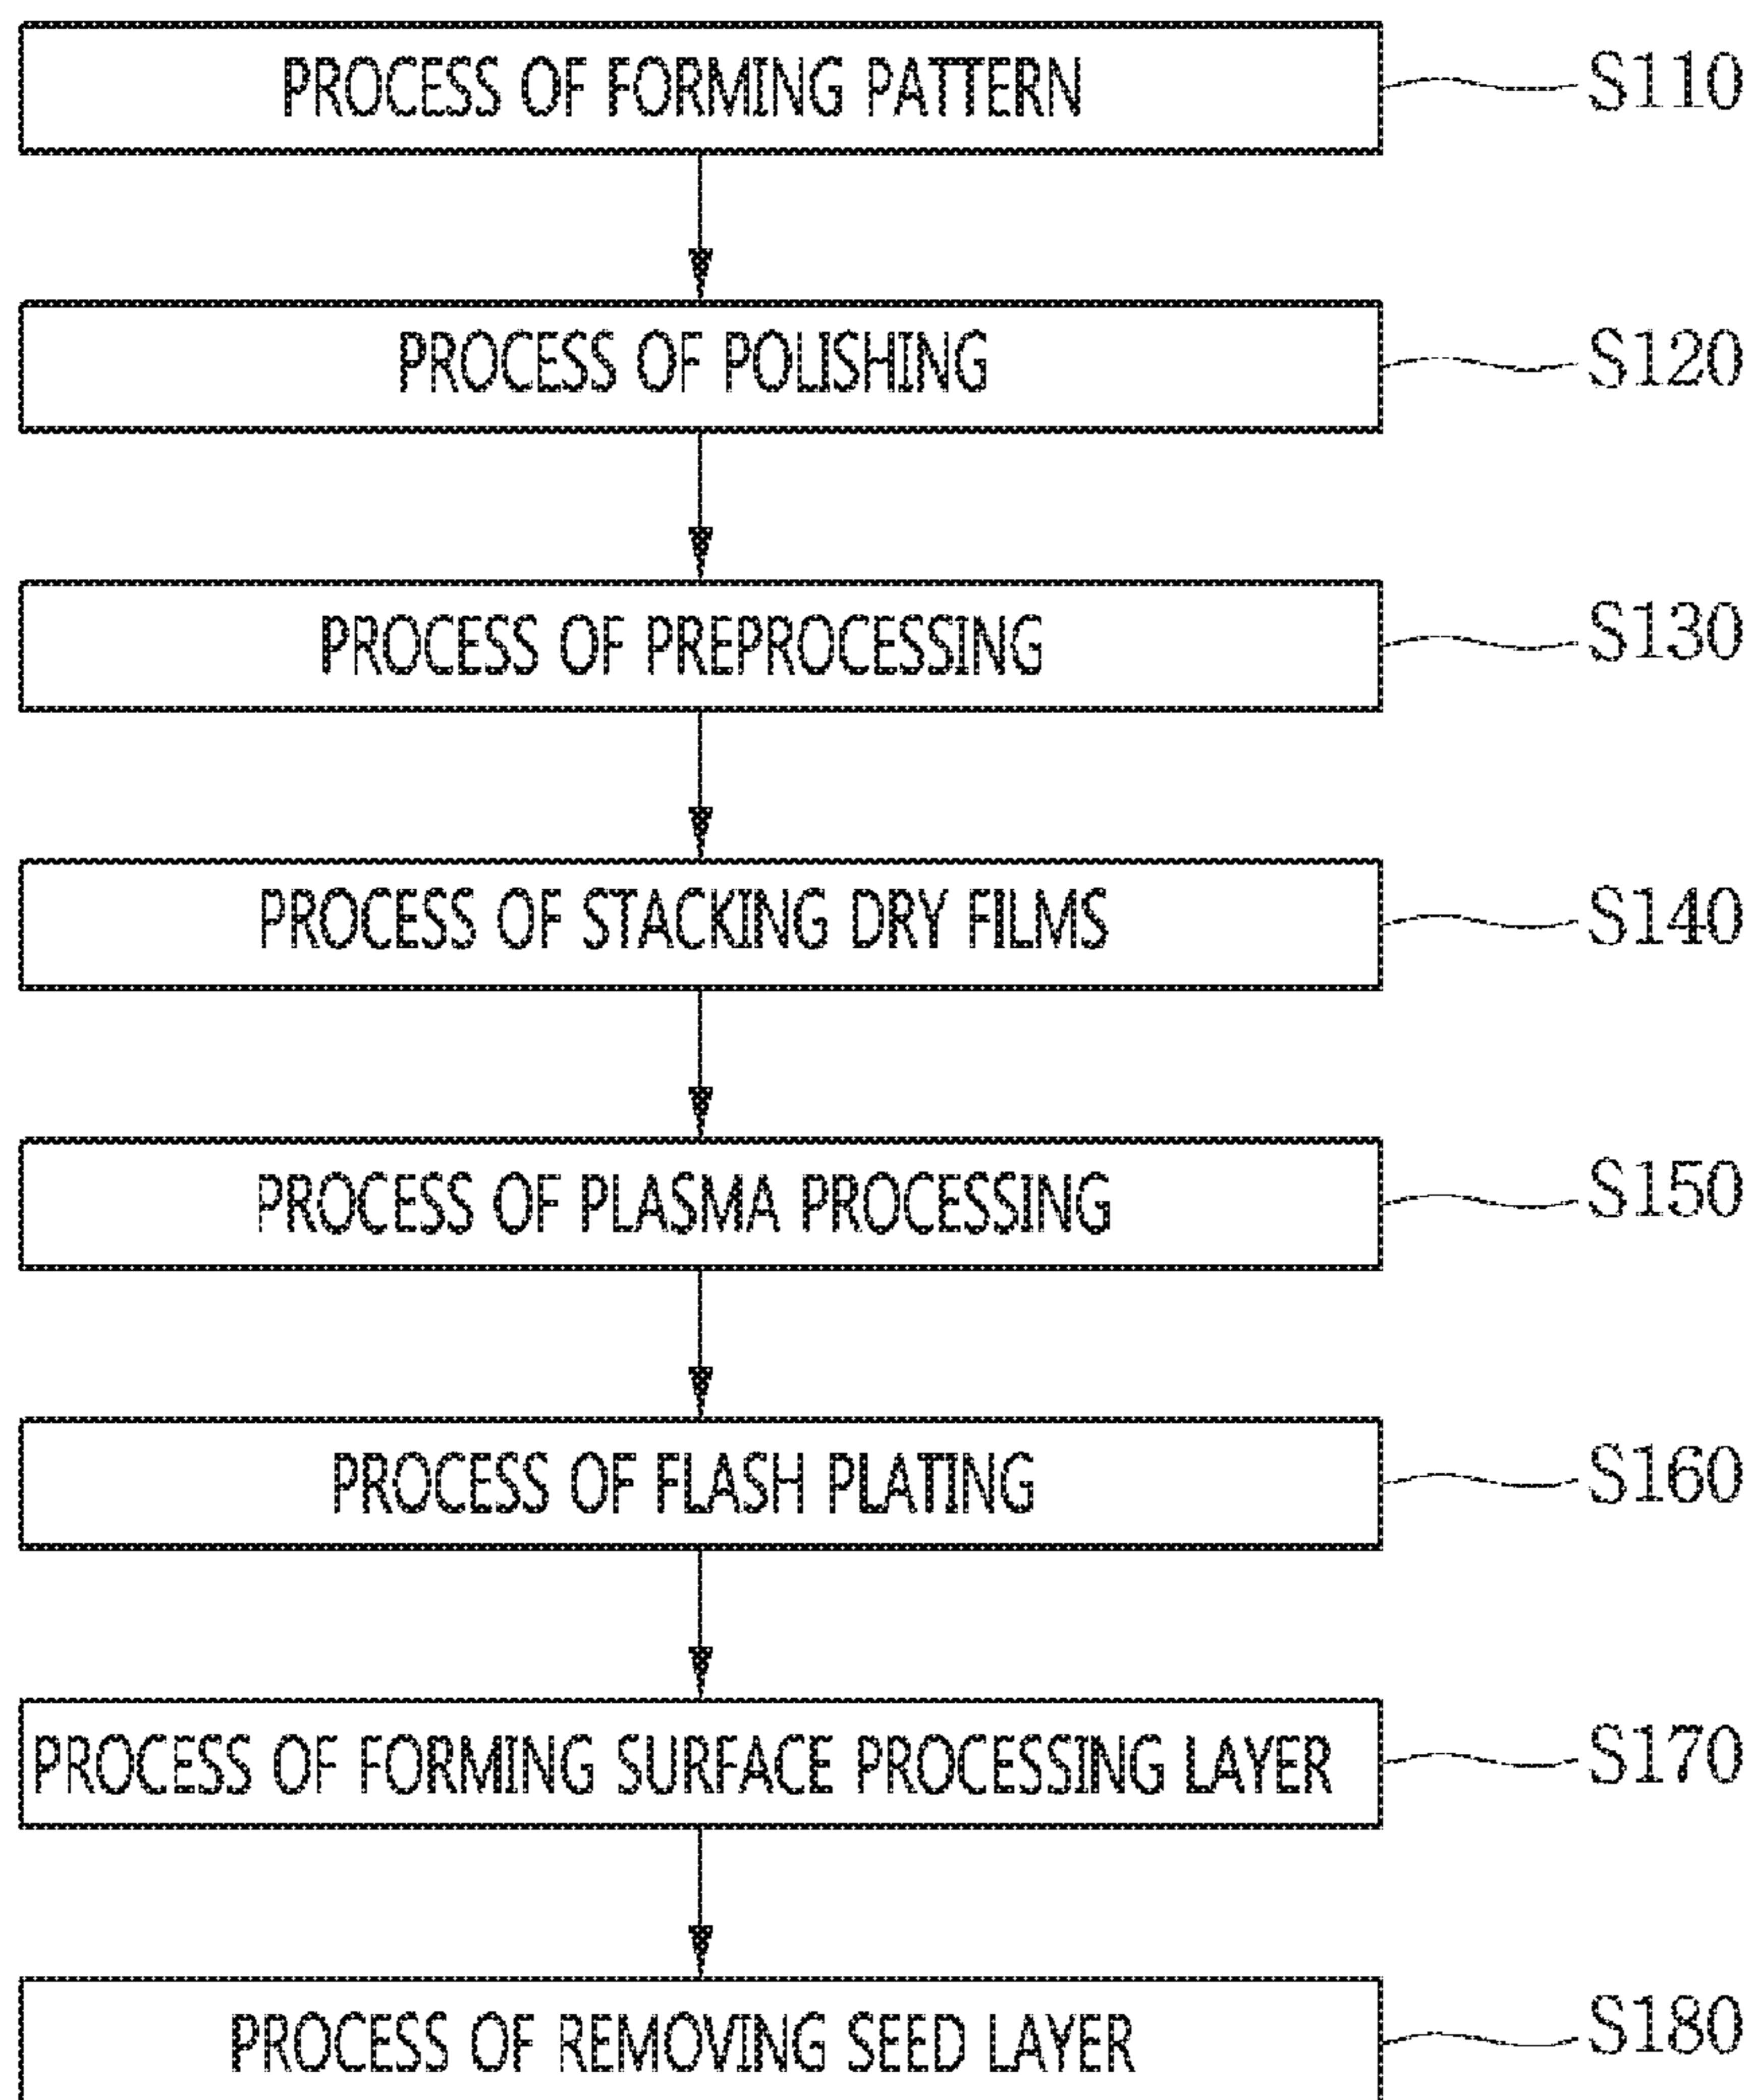 PROCESS OF FORMING PATTERN S110
PROCESS OF POLISHING S120
PROCESS OF PREPROCESSING S130
PROCESS OF STACKING DRY FILMS S140
PROCESS OF PLASMA PROCESSING S150
PROCESS OF FLASH PLATING S160
PROCESS OF FORMING SURFACE PROCESSING LAYER S170
PROCESS OF REMOVING SEED LAYER S180